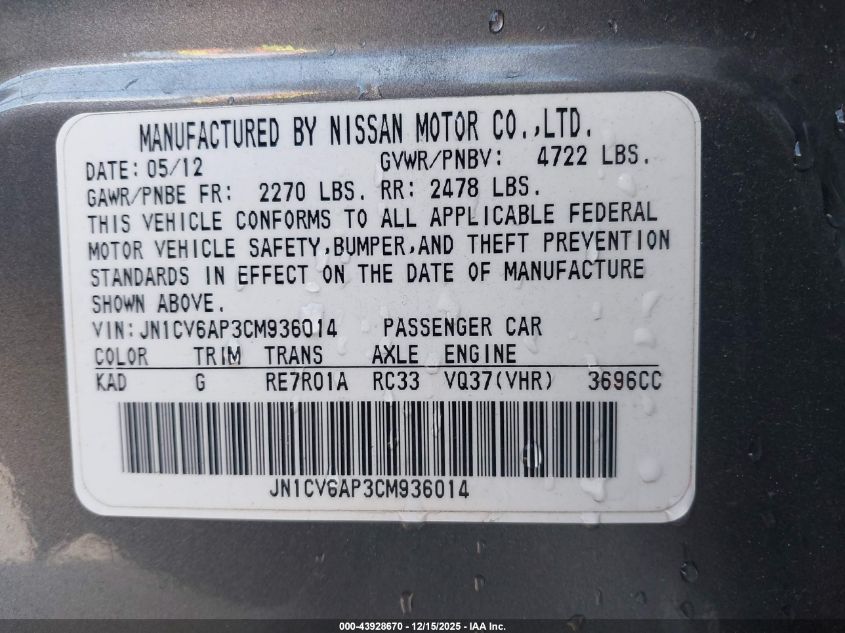 MANUFACTURED BY NISSAN MOTOR CO.,LTD.
DATE: 05/12 GVWR/PNBV: 4722 LBS.
GAWR/PNBE FR: 2270 LBS. RR: 2478 LBS.
THIS VEHICLE CONFORMS TO ALL APPLICABLE FEDERAL
MOTOR VEHICLE SAFETY,BUMPER,AND THEFT PREVENTION
STANDARDS IN EFFECT ON THE DATE OF MANUFACTURE
SHOWN ABOVE.
VIN: JN1CV6AP3CM936014 PASSENGER CAR
COLOR TRIM TRANS AXLE ENGINE
KAD G RE7R01A RC33 VQ37(VHR) 3696CC
JN1CV6AP3CM936014
000-43928670 - 12/15/2025 - IAA Inc.